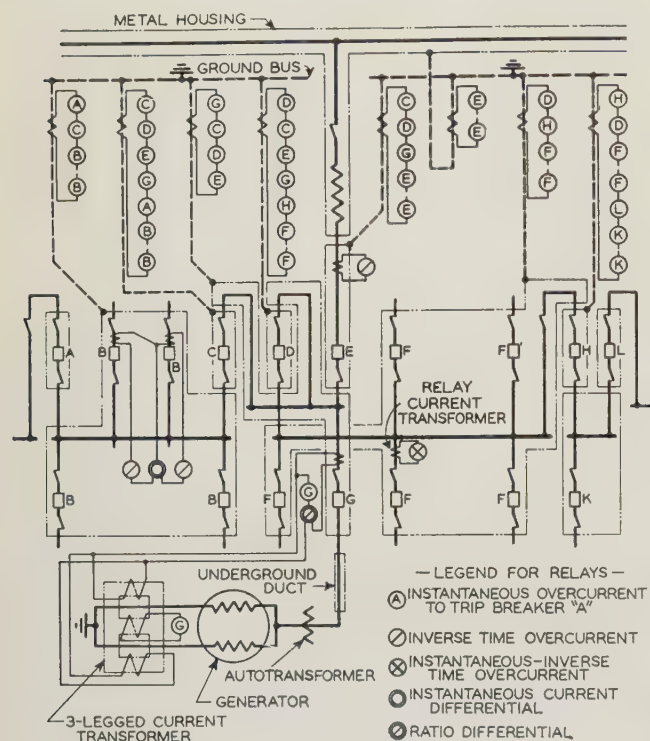 METAL HOUSING
GROUND BUS
A C B B
C D E G A B B
G C D E
D C E G H F F
C D G E E
E E
D H F F
H D F F L K K
A
B
B
C
D
E
F
F
H
L
RELAY
CURRENT
TRANSFORMER
B
B
F
G
G
F
F
K
UNDERGROUND
DUCT
G
AUTOTRANSFORMER
GENERATOR
3-LEGGED CURRENT
TRANSFORMER
— LEGEND FOR RELAYS —
A INSTANTANEOUS OVERCURRENT
TO TRIP BREAKER "A"
INVERSE TIME OVERCURRENT
INSTANTANEOUS-INVERSE
TIME OVERCURRENT
INSTANTANEOUS CURRENT
DIFFERENTIAL
RATIO DIFFERENTIAL